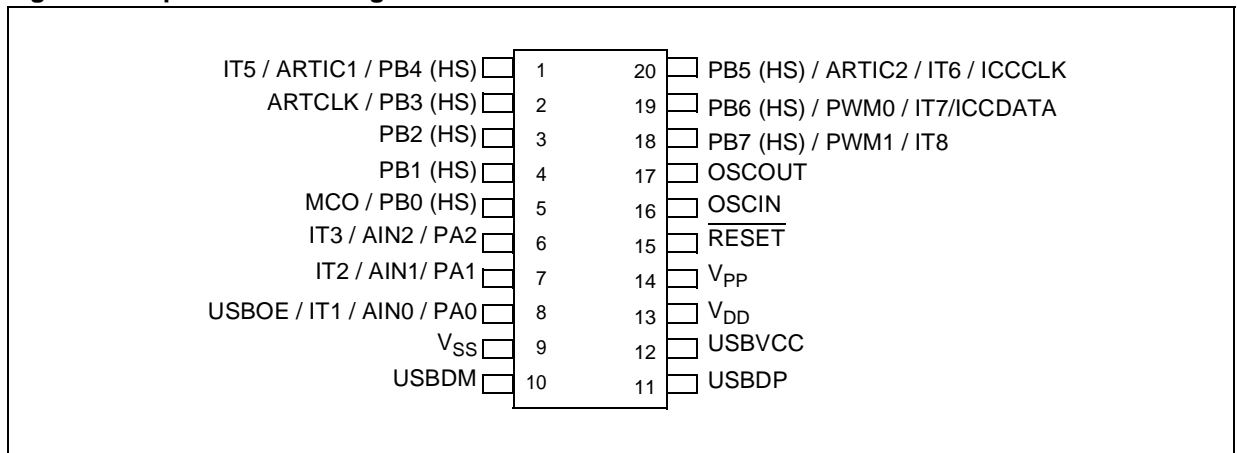 IT5 / ARTIC1 / PB4 (HS) 1 20 PB5 (HS) / ARTIC2 / IT6 / ICCCLK
ARTCLK / PB3 (HS) 2 19 PB6 (HS) / PWM0 / IT7/ICCDATA
PB2 (HS) 3 18 PB7 (HS) / PWM1 / IT8
PB1 (HS) 4 17 OSCOUT
MCO / PB0 (HS) 5 16 OSCIN
IT3 / AIN2 / PA2 6 15 RESET
IT2 / AIN1/ PA1 7 14 VPP
USBOE / IT1 / AIN0 / PA0 8 13 VDD
VSS 9 12 USBVCC
USBDM 10 11 USBDP